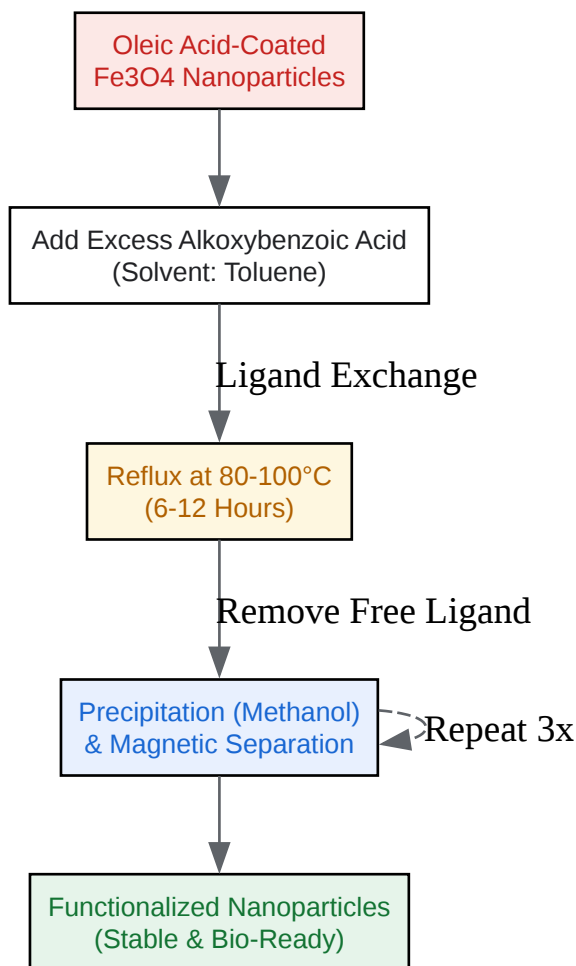 Oleic Acid-Coated
Fe3O4 Nanoparticles
Add Excess Alkoxybenzoic Acid
(Solvent: Toluene)
Ligand Exchange
Reflux at 80-100°C
(6-12 Hours)
Remove Free Ligand
Precipitation (Methanol)
& Magnetic Separation
Repeat 3x
Functionalized Nanoparticles
(Stable & Bio-Ready)